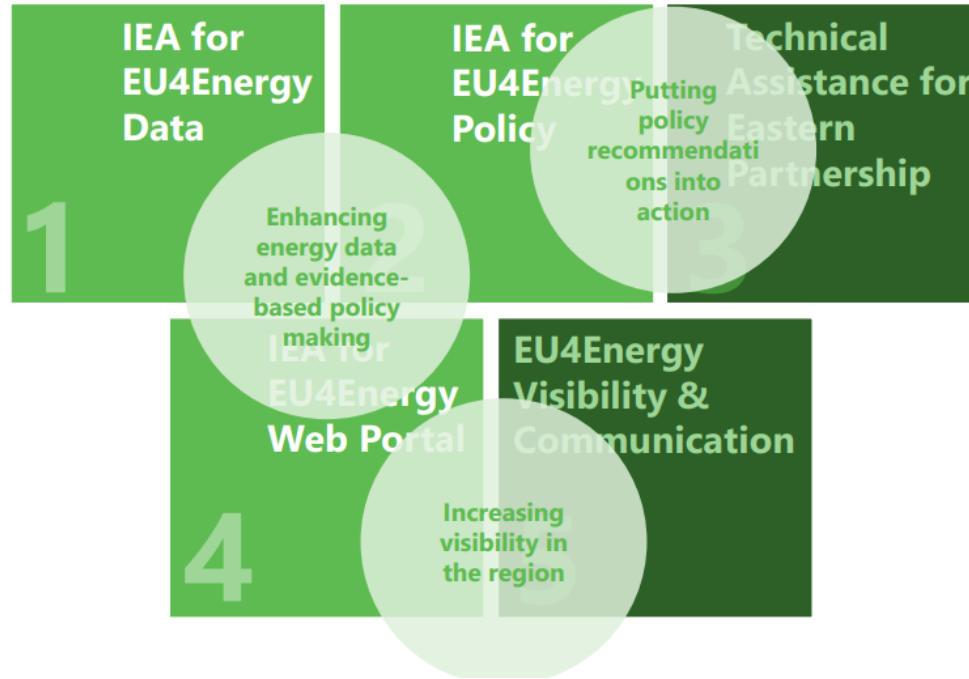 IEA for
EU4Energy
Data
1
IEA for
EU4Energy
Policy
2
Technical
Assistance for
Eastern
Partnership
3
Enhancing
energy data
and evidence-
based policy
making
Putting
policy
recommendati
ons into
action
IEA for
EU4Energy
Web Portal
4
EU4Energy
Visibility &
Communication
5
Increasing
visibility in
the region